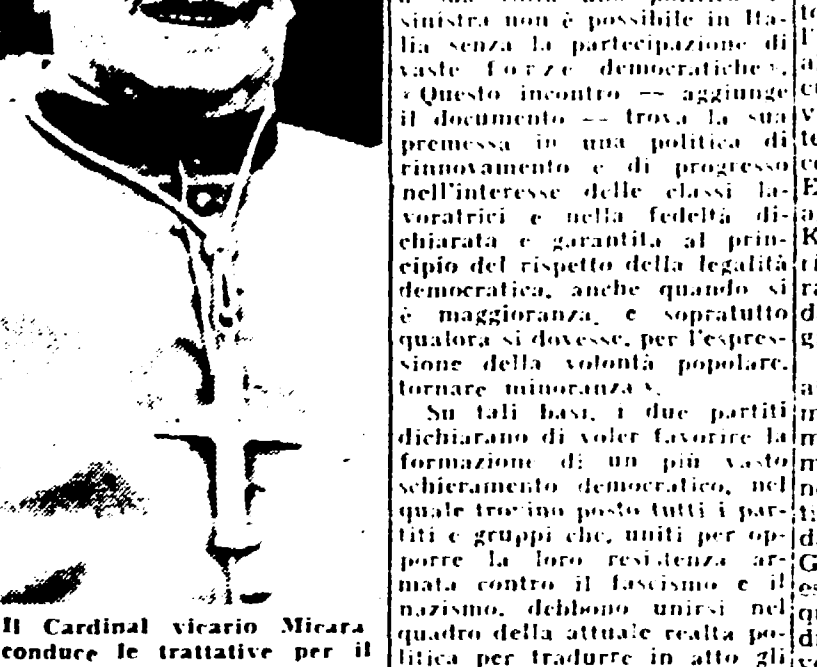 Il Cardinal vicario Micara
conduce le trattative per il
sinistra non è possibile in Ita-
lia senza la partecipazione di
vaste forze democratiche ».
« Questo incontro -- aggiunge
il documento -- trova la sua
premessa in una politica di
rinnovamento e di progresso
nell'interesse delle classi la-
voratrici e nella fedeltà di-
chiarata e garantita al prin-
cipio del rispetto della legalità
democratica, anche quando si
è maggioranza, e sopratutto
qualora si dovesse, per l'espres-
sione della volontà popolare,
tornare minoranza ».
Su tali basi, i due partiti
dichiarano di voler favorire la
formazione di un più vasto
schieramento democratico, nel
quale trovino posto tutti i par-
titi e gruppi che, uniti per op-
porre la loro resistenza ar-
mata contro il fascismo e il
nazismo, debbono unirsi nel
quadro della attuale realta po-
litica per tradurre in atto gli